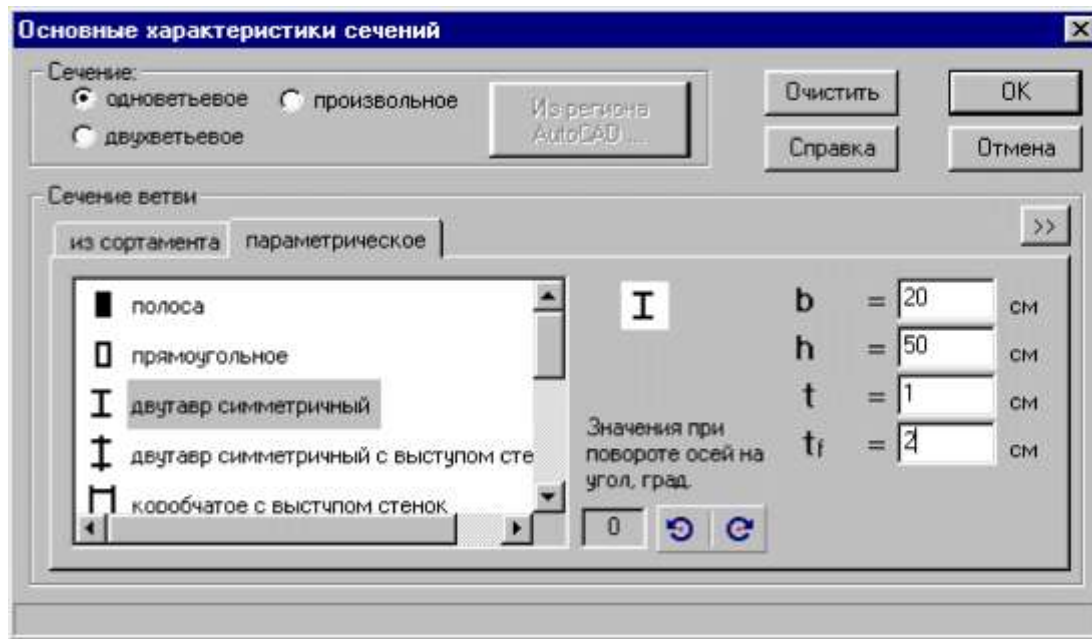 Основные характеристики сечений
Сечение:
одноветьевое произвольное
двухветьевое
Из региона
AutoCAD ....
Очистить
OK
Справка
Отмена
Сечение ветви
>>
из сортамента параметрическое
полоса
прямоугольное
двутавр симметричный
двутавр симметричный с выступом сте
коробчатое с выступом стенок
Значения при
повороте осей на
угол, град.
0
b = 20 см
h = 50 см
t = 1 см
tf = 2 см